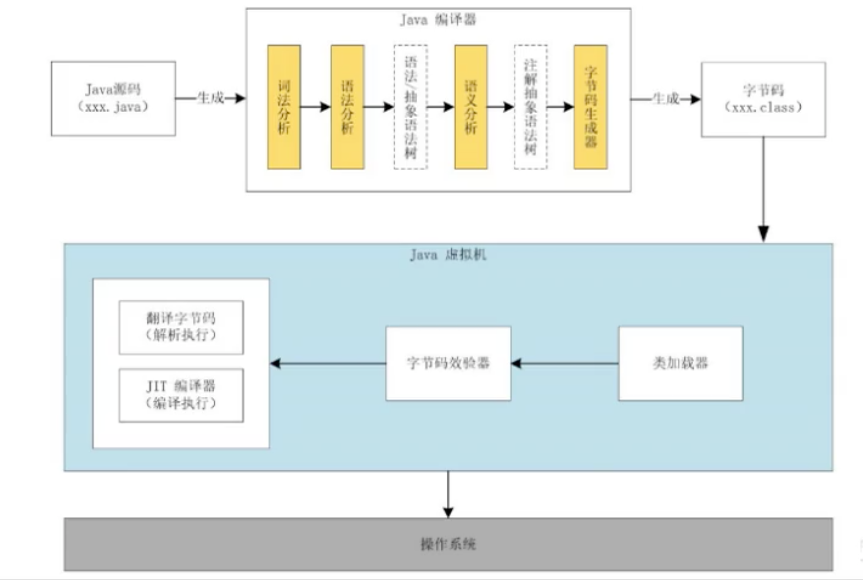 Java 编译器
Java源码
（xxx.java）
生成
词法分析
语法分析
语法/抽象语法树
语义分析
注解抽象语法树
字节码生成器
生成
字节码
（xxx.class）
Java 虚拟机
翻译字节码
（解析执行）
JIT 编译器
（编译执行）
字节码效验器
类加载器
操作系统